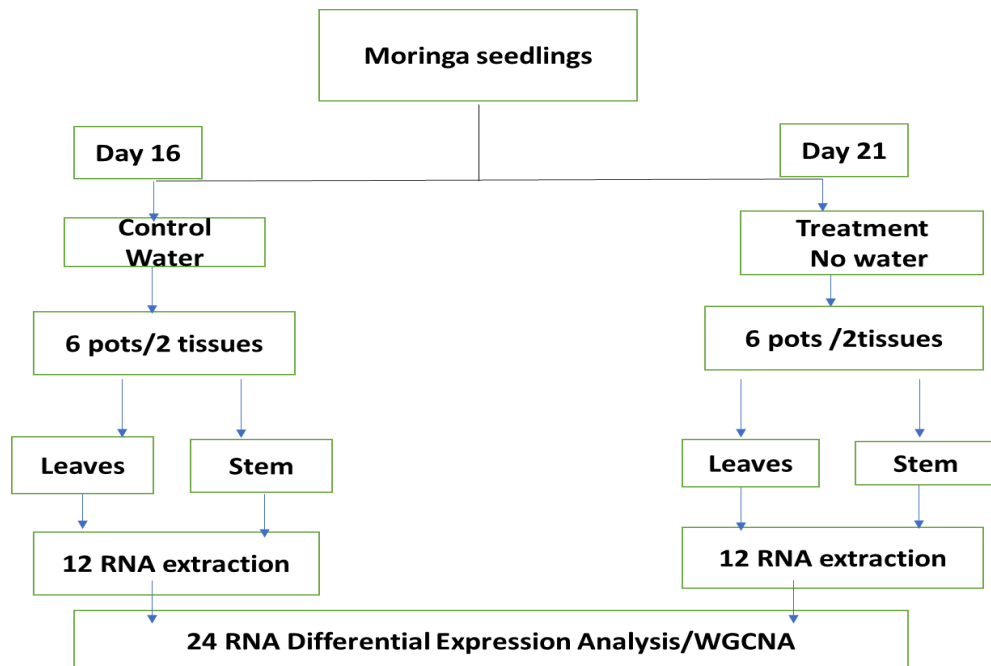 Moringa seedlings
Day 16
Day 21
Control
Water
Treatment
No water
6 pots/2 tissues
6 pots /2tissues
Leaves
Stem
Leaves
Stem
12 RNA extraction
12 RNA extraction
24 RNA Differential Expression Analysis/WGCNA